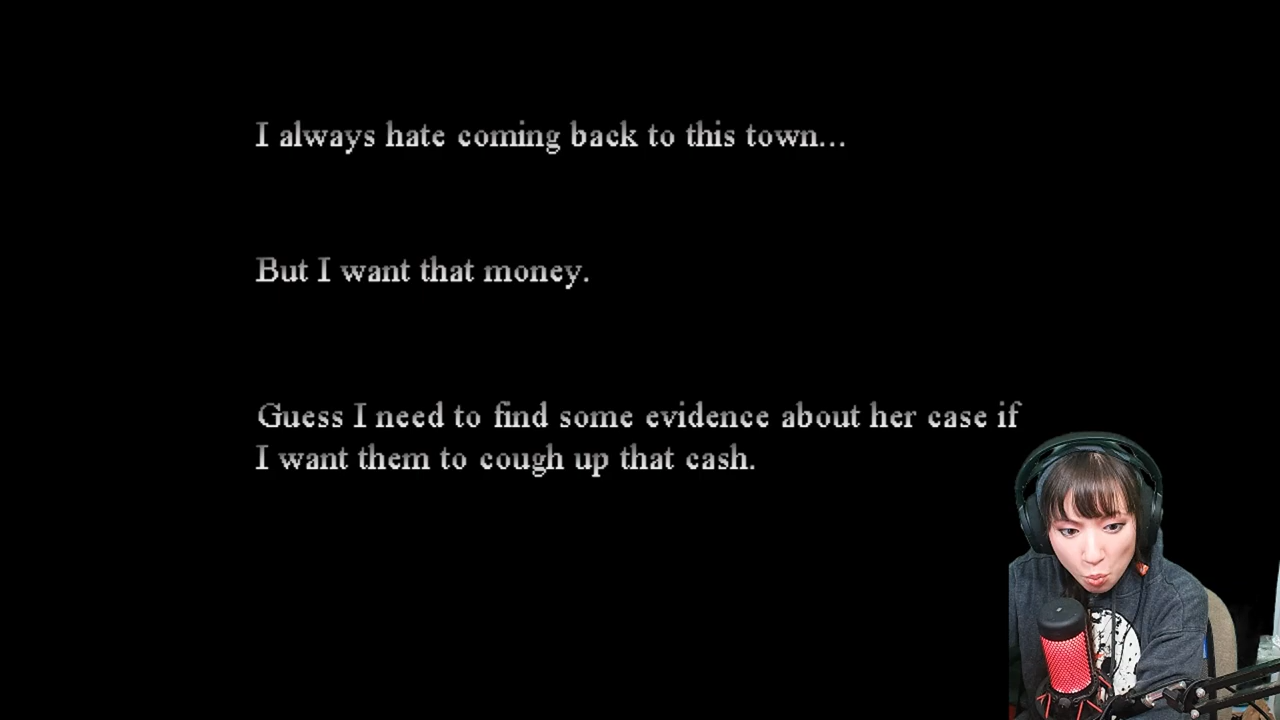 I always hate coming back to this town...
But I want that money.
Guess I need to find some evidence about her case if
I want them to cough up that cash.